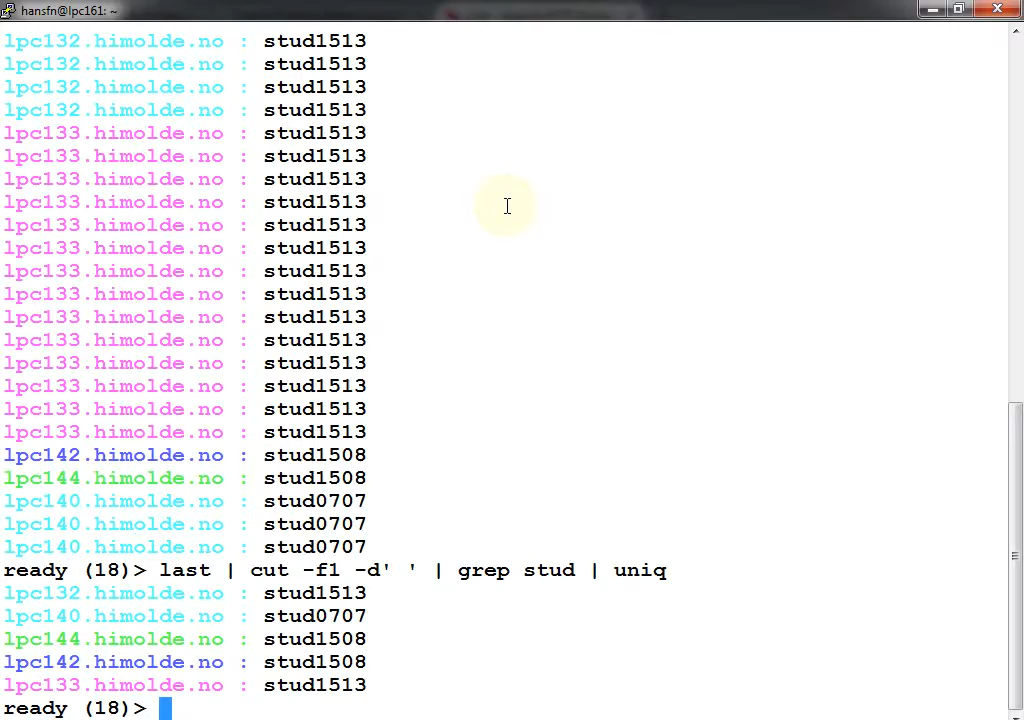 hansfn@lpc161: ~
lpc132.himolde.no : stud1513
lpc132.himolde.no : stud1513
lpc132.himolde.no : stud1513
lpc132.himolde.no : stud1513
lpc133.himolde.no : stud1513
lpc133.himolde.no : stud1513
lpc133.himolde.no : stud1513
lpc133.himolde.no : stud1513
lpc133.himolde.no : stud1513
lpc133.himolde.no : stud1513
lpc133.himolde.no : stud1513
lpc133.himolde.no : stud1513
lpc133.himolde.no : stud1513
lpc133.himolde.no : stud1513
lpc133.himolde.no : stud1513
lpc133.himolde.no : stud1513
lpc133.himolde.no : stud1513
lpc133.himolde.no : stud1513
lpc142.himolde.no : stud1508
lpc144.himolde.no : stud1508
lpc140.himolde.no : stud0707
lpc140.himolde.no : stud0707
lpc140.himolde.no : stud0707
ready (18)> last | cut -f1 -d' ' | grep stud | uniq
lpc132.himolde.no : stud1513
lpc140.himolde.no : stud0707
lpc144.himolde.no : stud1508
lpc142.himolde.no : stud1508
lpc133.himolde.no : stud1513
ready (18)>